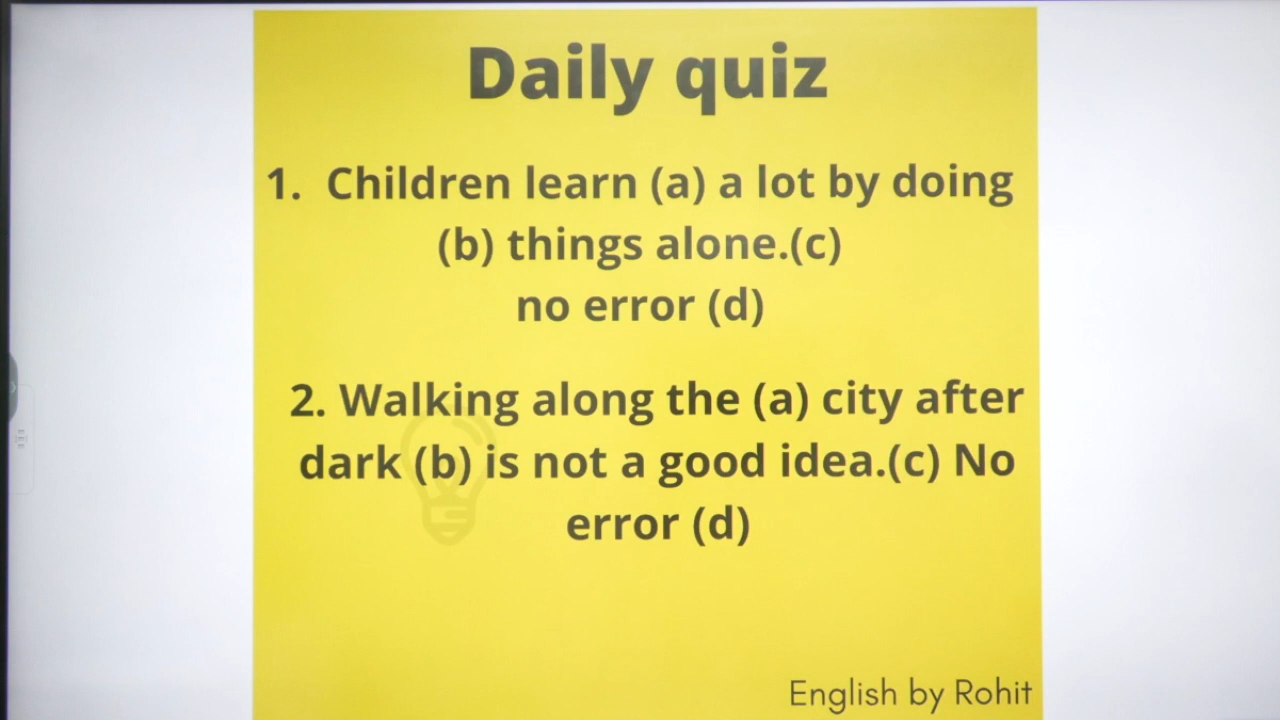 Daily quiz
1. Children learn (a) a lot by doing
(b) things alone.(c)
no error (d)
2. Walking along the (a) city after
dark (b) is not a good idea.(c) No
error (d)
English by Rohit